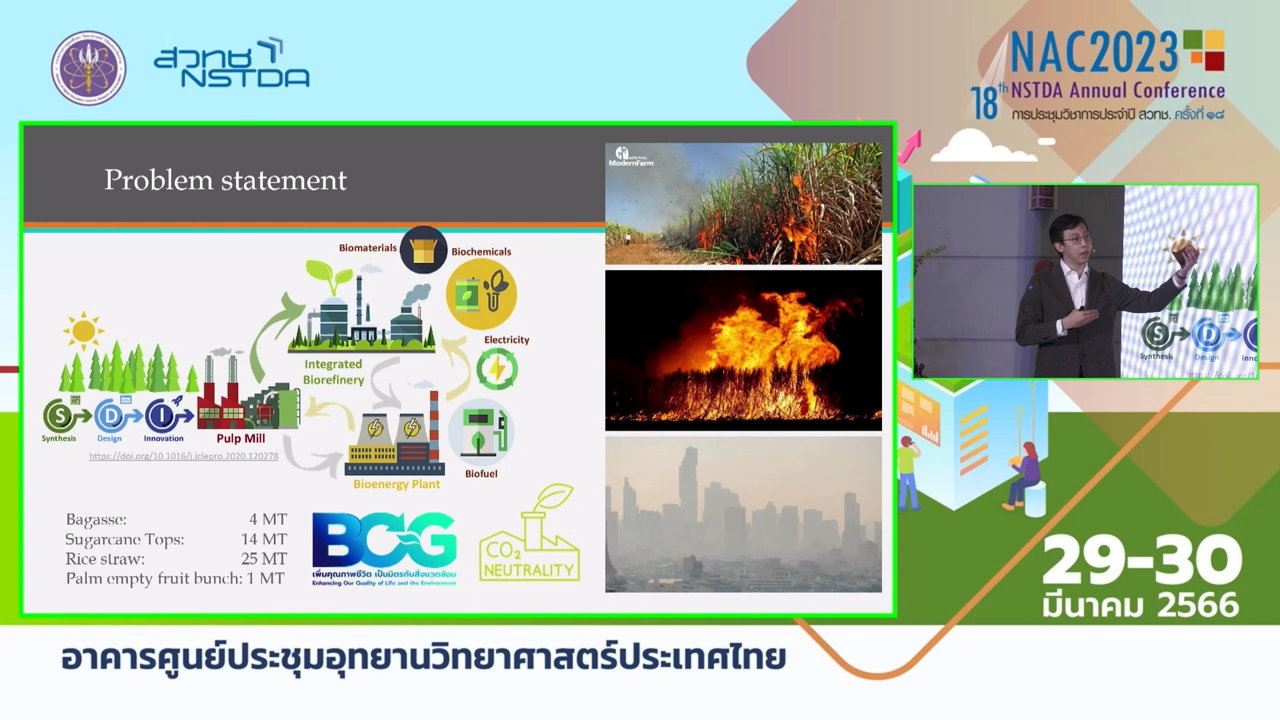 สวทช
NSTDA
NAC2023
18th NSTDA Annual Conference
การประชุมวิชาการประจำปี สวทช. ครั้งที่ ๑๘
Problem statement
ModernFarm
Biomaterials
Biochemicals
Integrated
Biorefinery
Electricity
S
D
I
Synthesis
Design
Innovation
Pulp Mill
https://doi.org/10.1016/j.jclepro.2020.120278
Bioenergy Plant
Biofuel
Bagasse: 4 MT
Sugarcane Tops: 14 MT
Rice straw: 25 MT
Palm empty fruit bunch: 1 MT
BCG
เพิ่มคุณภาพชีวิต เป็นมิตรกับสิ่งแวดล้อม
Enhancing Our Quality of Life and the Environment
CO2
NEUTRALITY
S
D
Synthesis
Design
29-30
มีนาคม 2566
อาคารศูนย์ประชุมอุทยานวิทยาศาสตร์ประเทศไทย